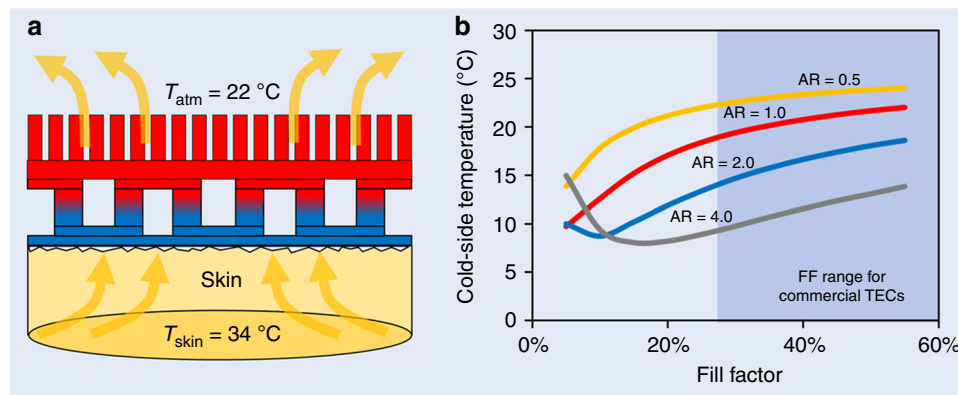 a
T_atm = 22 °C
Skin
T_skin = 34 °C
b
Cold-side temperature (°C)
30
25
20
15
10
5
0
AR = 0.5
AR = 1.0
AR = 2.0
AR = 4.0
FF range for
commercial TECs
0%
20%
40%
60%
Fill factor